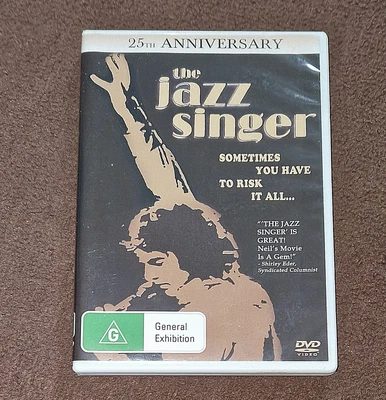 25TH ANNIVERSARY
the
jazz
singer
SOMETIMES
YOU HAVE
TO RISK
IT ALL...
"'THE JAZZ
SINGER' IS
GREAT!
Neil's Movie
Is A Gem!"
- Shirley Eder,
Syndicated Columnist
G
General
Exhibition
DVD
VIDEO